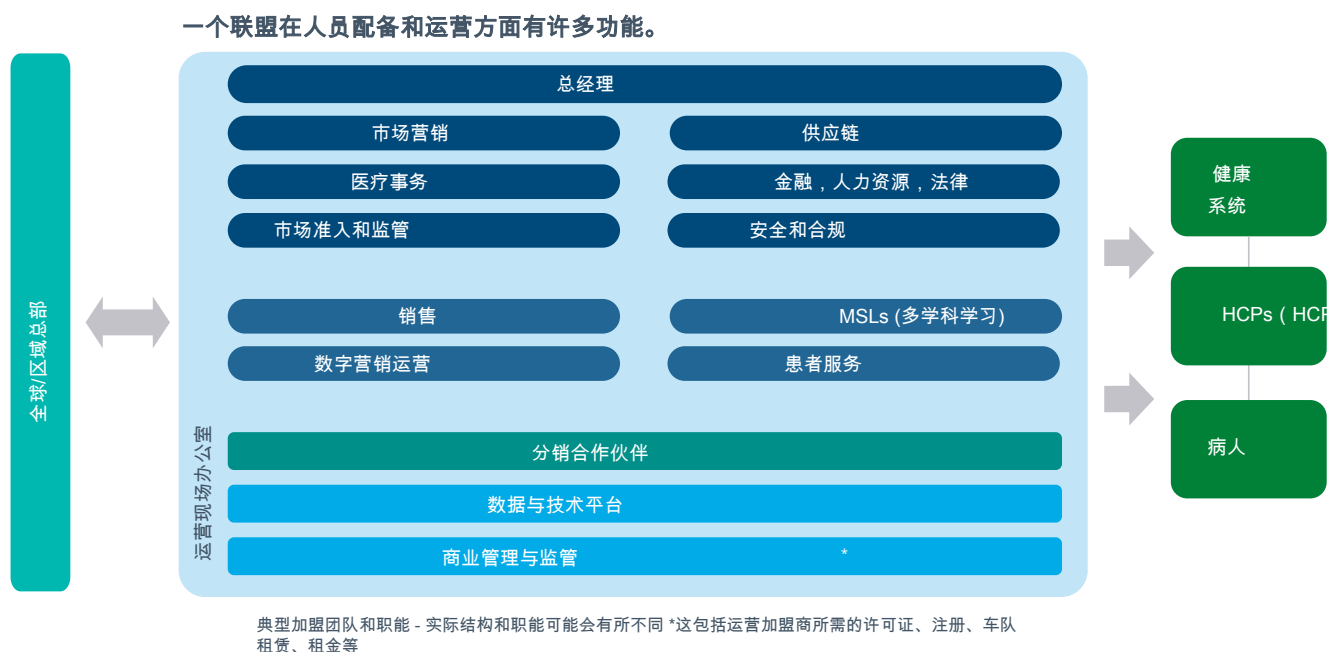 一个联盟在人员配备和运营方面有许多功能。
全球/区域总部
总经理
市场营销
供应链
医疗事务
金融，人力资源，法律
市场准入和监管
安全和合规
销售
MSLs (多学科学习)
数字营销运营
患者服务
运营现场办公室
分销合作伙伴
数据与技术平台
商业管理与监管 *
健康
系统
HCPs（HCP
病人
典型加盟团队和职能 - 实际结构和职能可能会有所不同 *这包括运营加盟商所需的许可证、注册、车队
租赁、租金等